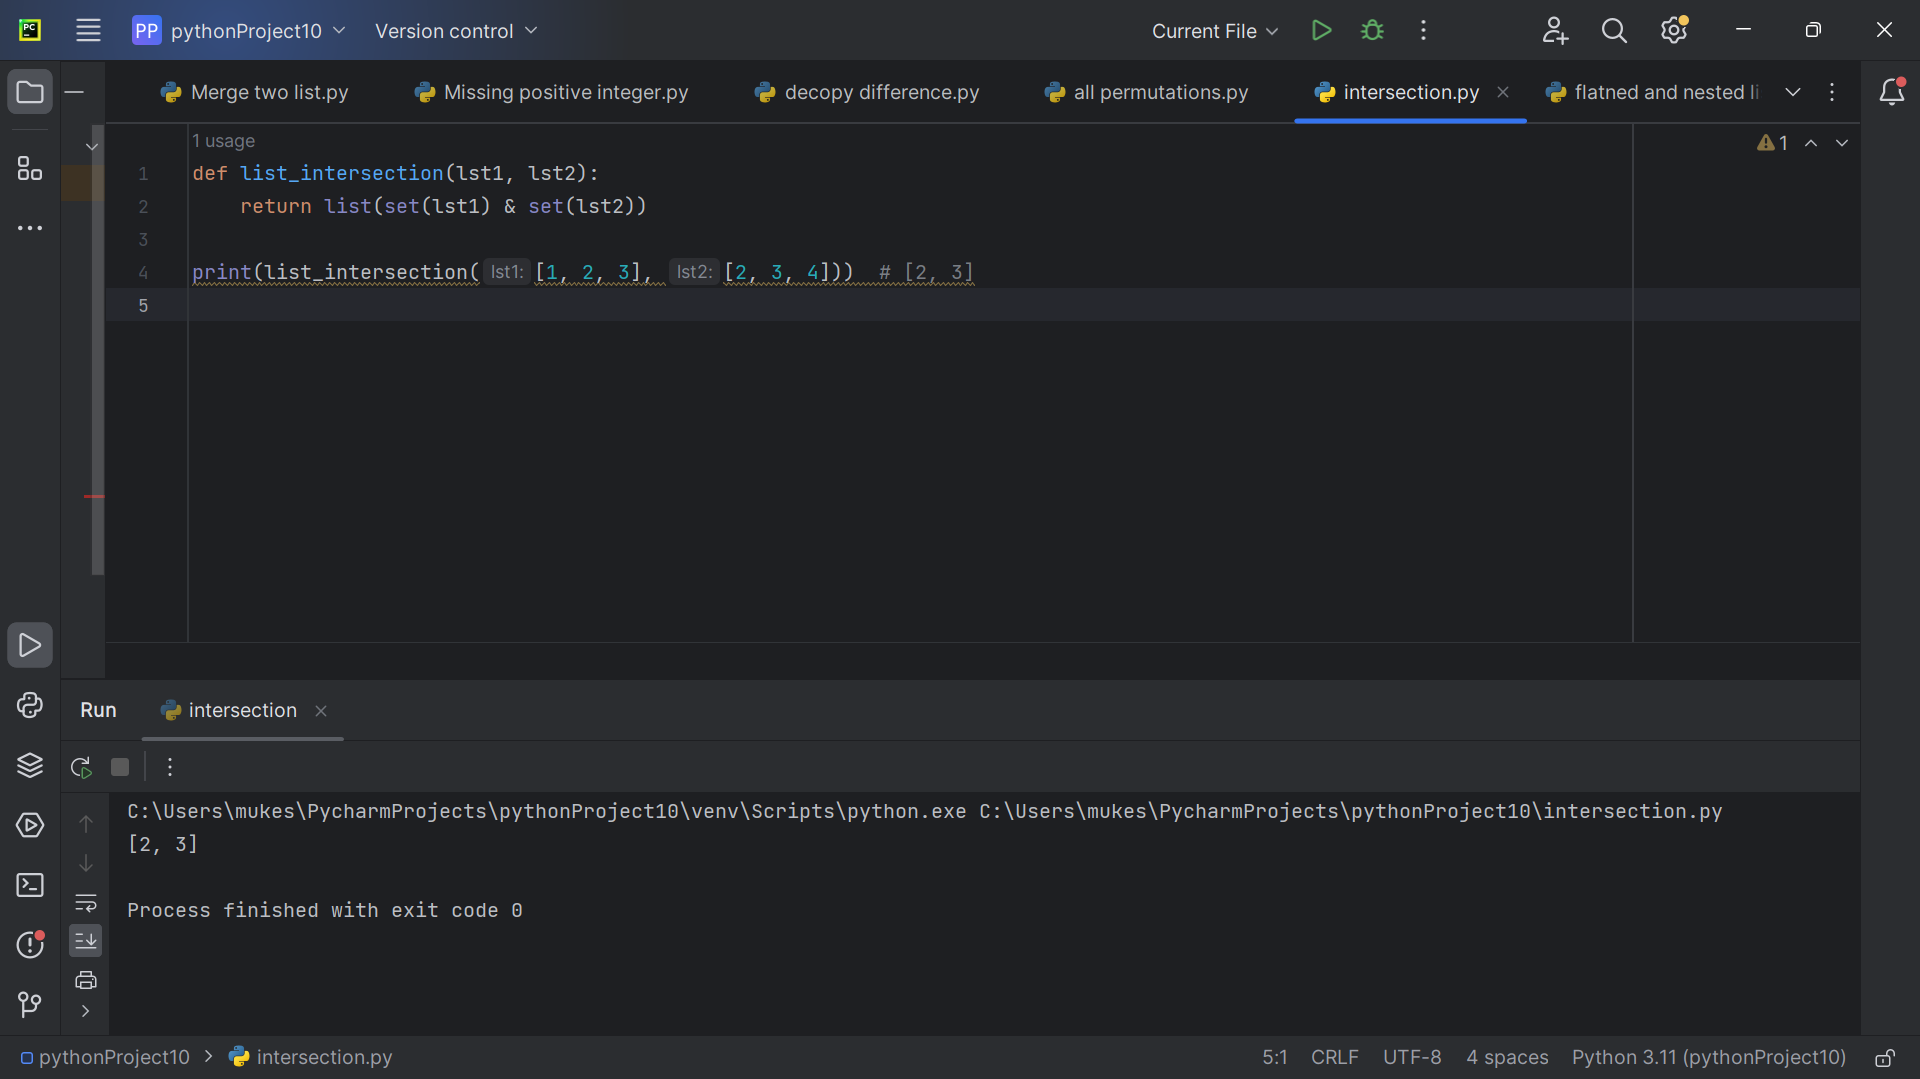 PC
PP pythonProject10
Version control
Current File
Merge two list.py
Missing positive integer.py
decopy difference.py
all permutations.py
intersection.py
flatned and nested li
1 usage
1
1 def list_intersection(lst1, lst2):
2     return list(set(lst1) & set(lst2))
3
4 print(list_intersection( lst1: [1, 2, 3],  lst2: [2, 3, 4]))  # [2, 3]
5
Run
intersection
C:\Users\mukes\PycharmProjects\pythonProject10\venv\Scripts\python.exe C:\Users\mukes\PycharmProjects\pythonProject10\intersection.py
[2, 3]
Process finished with exit code 0
pythonProject10 > intersection.py
5:1 CRLF UTF-8 4 spaces Python 3.11 (pythonProject10)